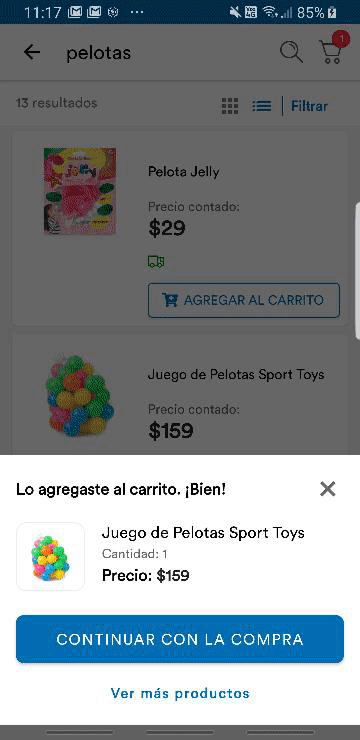 11:17
85%
pelotas
1
13 resultados
Filtrar
Jelly
Pelota Jelly
Precio contado:
$29
AGREGAR AL CARRITO
Juego de Pelotas Sport Toys
Precio contado:
$159
Lo agregaste al carrito. ¡Bien!
Juego de Pelotas Sport Toys
Cantidad: 1
Precio: $159
CONTINUAR CON LA COMPRA
Ver más productos